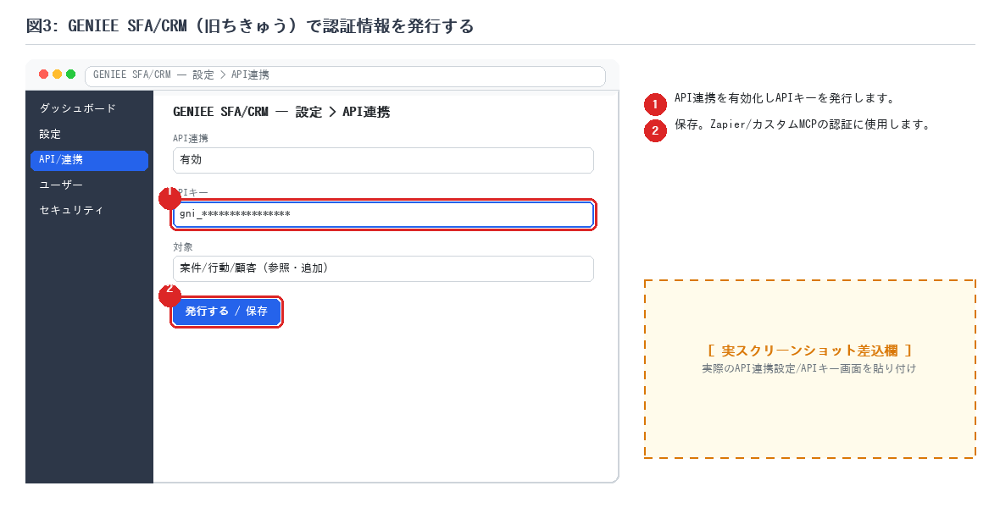 図3: GENIEE SFA/CRM（旧ちきゅう）で認証情報を発行する
GENIEE SFA/CRM — 設定 > API連携
ダッシュボード
設定
API/連携
ユーザー
セキュリティ
GENIEE SFA/CRM — 設定 > API連携
API連携
有効
1
PIキー
gni_****************
対象
案件/行動/顧客（参照・追加）
2
発行する / 保存
1 API連携を有効化しAPIキーを発行します。
2 保存。Zapier/カスタムMCPの認証に使用します。
[ 実スクリーンショット差込欄 ]
実際のAPI連携設定/APIキー画面を貼り付け